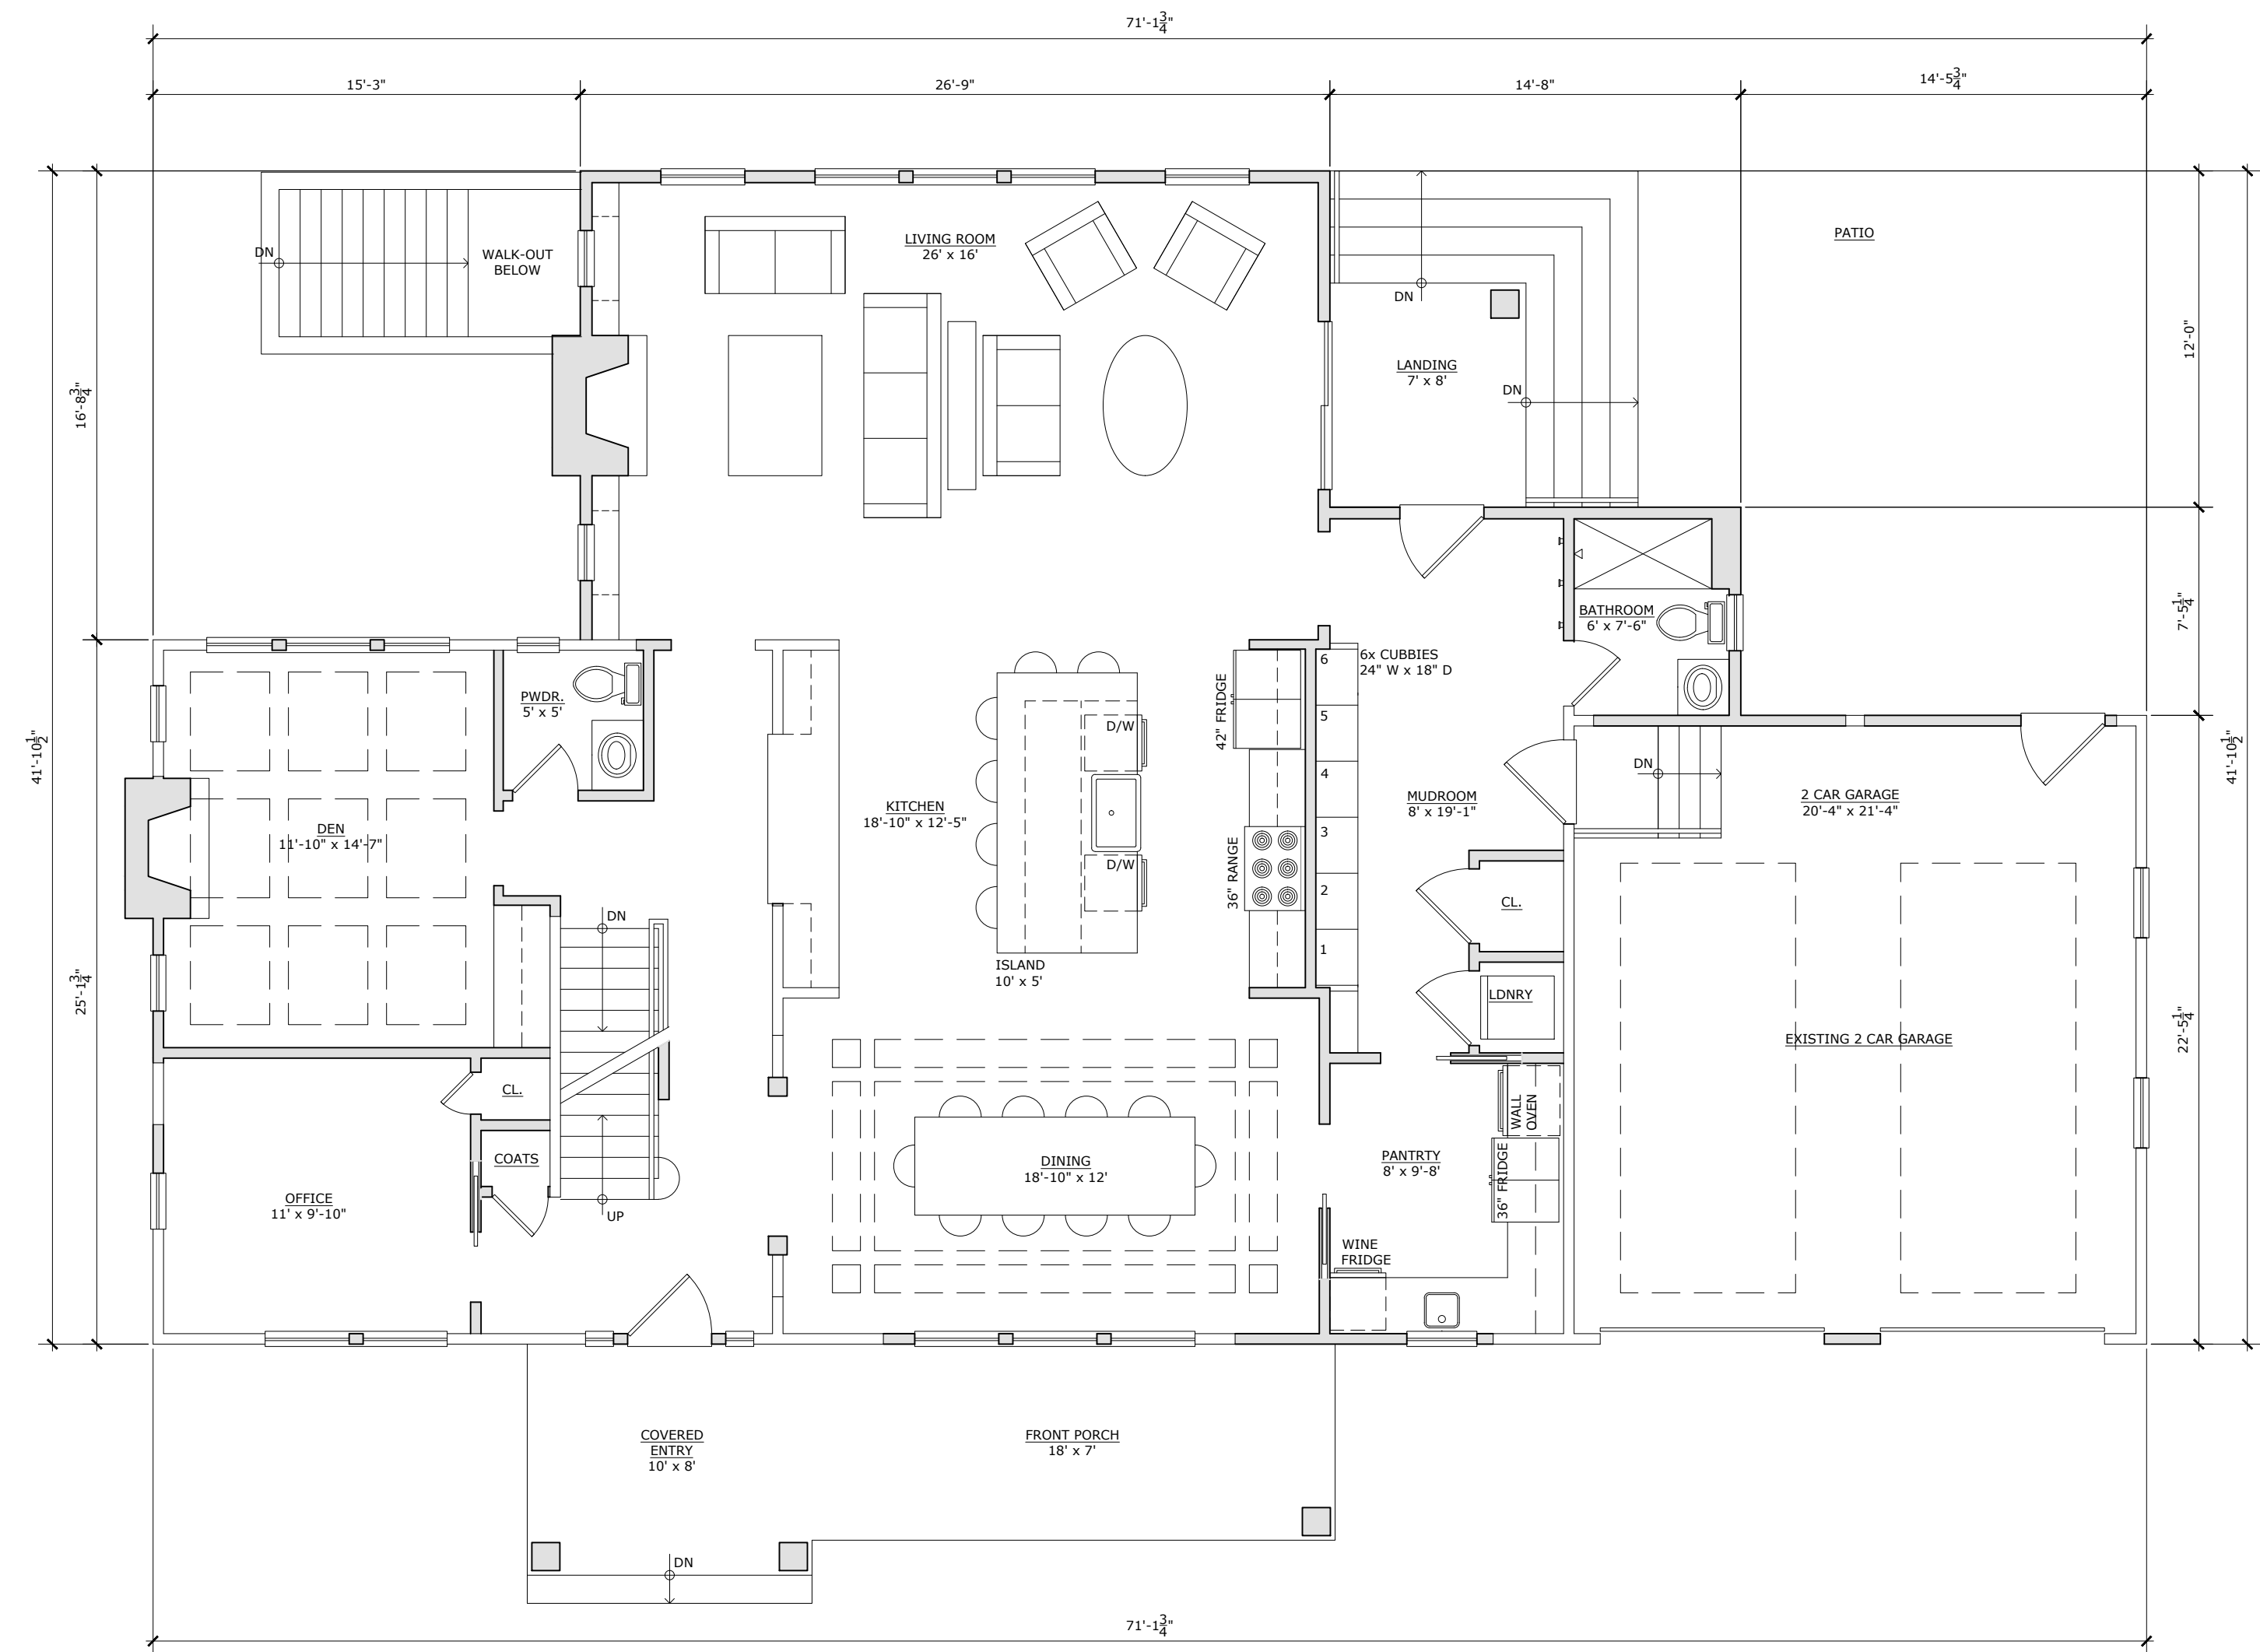 71'-1 3/4"
15'-3"
26'-9"
14'-8"
14'-5 3/4"
DN
WALK-OUT
BELOW
LIVING ROOM
26' x 16'
PATIO
DN
12'-0"
LANDING
7' x 8'
DN
16'-8 3/4"
BATHROOM
6' x 7'-6"
7'-5 1/4"
6x CUBBIES
24" W x 18" D
6
5
4
3
2
1
PWDR.
5' x 5'
42" FRIDGE
D/W
D/W
41'-10 1/2"
41'-10 1/2"
DN
KITCHEN
18'-10" x 12'-5"
MUDROOM
8' x 19'-1"
2 CAR GARAGE
20'-4" x 21'-4"
DEN
11'-10" x 14'-7"
36" RANGE
CL.
DN
ISLAND
10' x 5'
LDNRY
25'-1 3/4"
22'-5 1/4"
EXISTING 2 CAR GARAGE
CL.
WALL
OVEN
COATS
DINING
18'-10" x 12'
PANTRTY
8' x 9'-8"
36" FRIDGE
OFFICE
11' x 9'-10"
UP
WINE
FRIDGE
COVERED
ENTRY
10' x 8'
FRONT PORCH
18' x 7'
DN
71'-1 3/4"